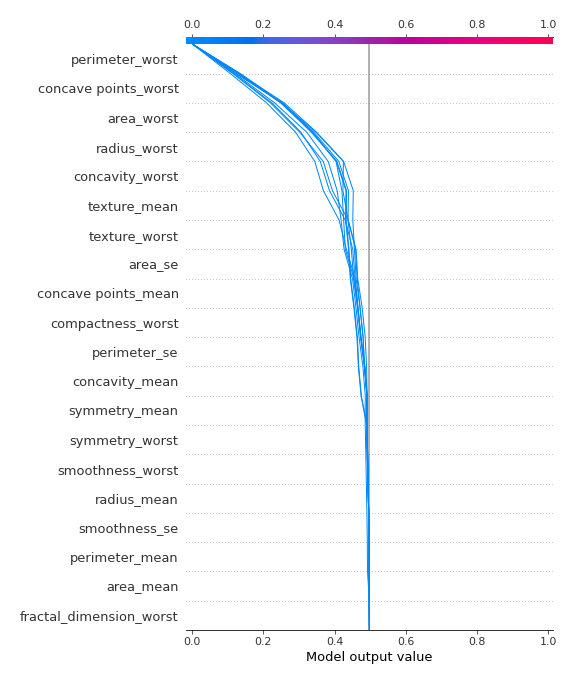 0.0 0.2 0.4 0.6 0.8 1.0
perimeter_worst
concave points_worst
area_worst
radius_worst
concavity_worst
texture_mean
texture_worst
area_se
concave points_mean
compactness_worst
perimeter_se
concavity_mean
symmetry_mean
symmetry_worst
smoothness_worst
radius_mean
smoothness_se
perimeter_mean
area_mean
fractal_dimension_worst
0.0 0.2 0.4 0.6 0.8 1.0
Model output value